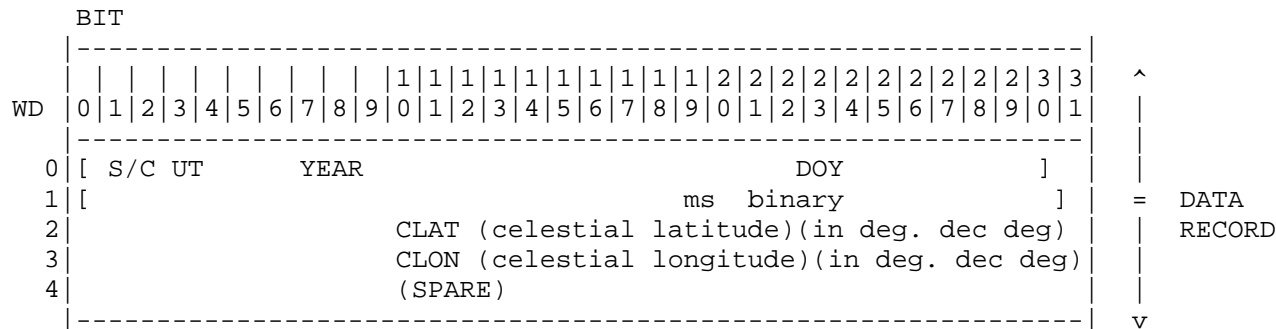 BIT
   |---------------------------------------------------------------|
   | | | | | | | | | | |1|1|1|1|1|1|1|1|1|1|2|2|2|2|2|2|2|2|2|2|3|3|   ^
WD |0|1|2|3|4|5|6|7|8|9|0|1|2|3|4|5|6|7|8|9|0|1|2|3|4|5|6|7|8|9|0|1|   |
   |---------------------------------------------------------------|   |
  0|[  S/C UT      YEAR                           DOY            ] |   |
  1|[                                      ms  binary             ] |   =  DATA
  2|                    CLAT (celestial latitude)(in deg. dec deg) |   |  RECORD
  3|                    CLON (celestial longitude)(in deg. dec deg)|   |
  4|                    (SPARE)                                    |   |
   |---------------------------------------------------------------|   v